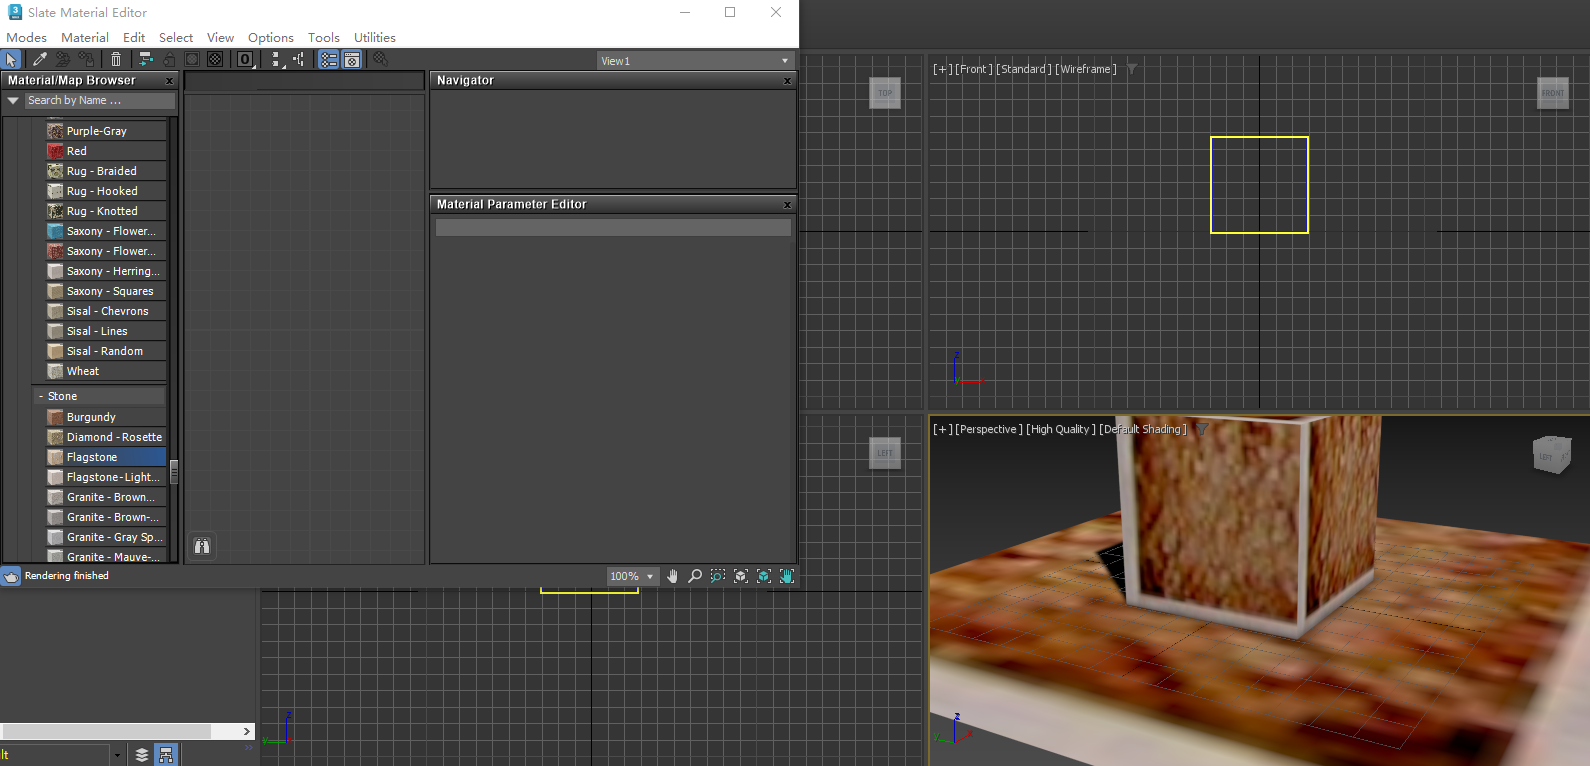 Slate Material Editor
Modes Material Edit Select View Options Tools Utilities
View1
Material/Map Browser
Search by Name ...
Purple-Gray
Red
Rug - Braided
Rug - Hooked
Rug - Knotted
Saxony - Flower...
Saxony - Flower...
Saxony - Herring...
Saxony - Squares
Sisal - Chevrons
Sisal - Lines
Sisal - Random
Wheat
- Stone
Burgundy
Diamond - Rosette
Flagstone
Flagstone-Light...
Granite - Brown...
Granite - Brown-...
Granite - Gray Sp...
Granite - Mauve-...
Rendering finished
Navigator
Material Parameter Editor
100%
TOP
[+] [Front ] [Standard ] [Wireframe ]
FRONT
z
LEFT
[+] [Perspective ] [High Quality ] [Default Shading ]
LEFT
z
y
z
y
x
lt